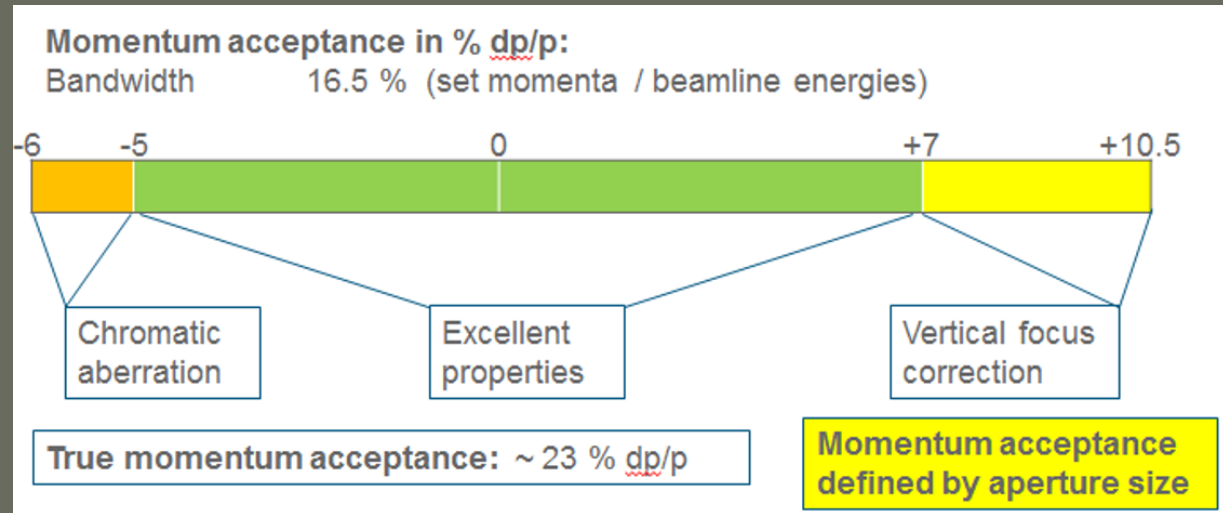 Momentum acceptance in % dp/p:
Bandwidth 16.5 % (set momenta / beamline energies)
-6 -5 0 +7 +10.5
Chromatic
aberration
Excellent
properties
Vertical focus
correction
True momentum acceptance: ~ 23 % dp/p
Momentum acceptance
defined by aperture size